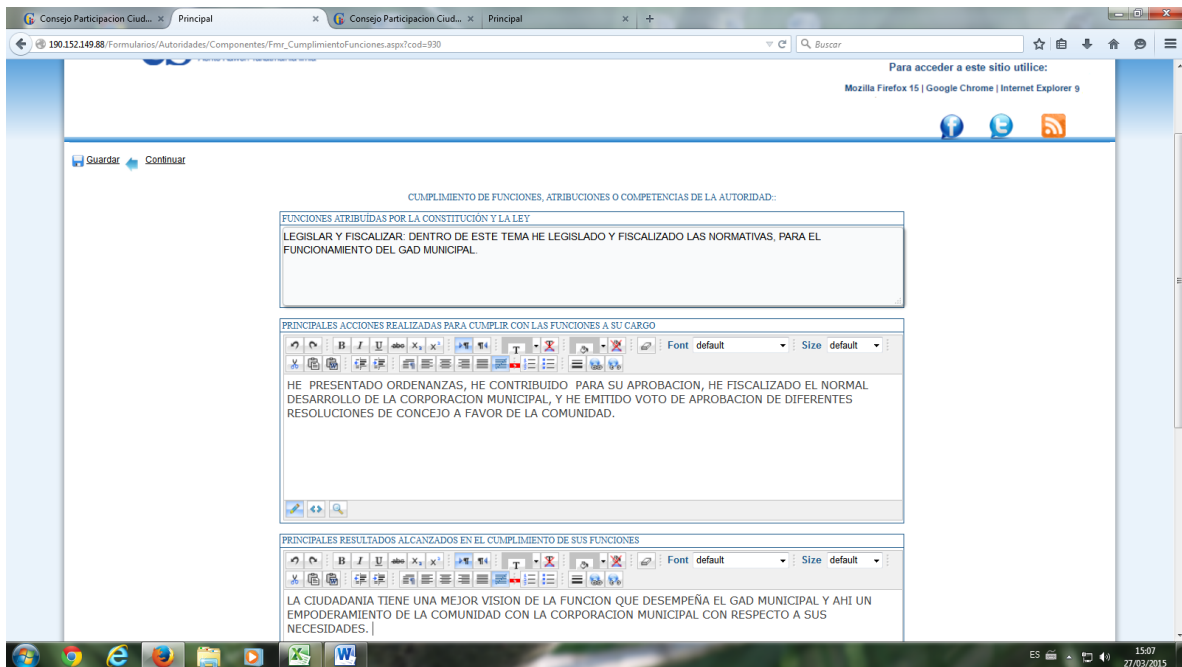 Consejo Participacion Ciud... × Principal × Consejo Participacion Ciud... × Principal × +
190.152.149.88/Formularios/Autoridades/Componentes/Fmr_CumplimientoFunciones.aspx?cod=930 Buscar
Para acceder a este sitio utilice:
Mozilla Firefox 15 | Google Chrome | Internet Explorer 9
Guardar Continuar
CUMPLIMIENTO DE FUNCIONES, ATRIBUCIONES O COMPETENCIAS DE LA AUTORIDAD::
FUNCIONES ATRIBUÍDAS POR LA CONSTITUCIÓN Y LA LEY
LEGISLAR Y FISCALIZAR: DENTRO DE ESTE TEMA HE LEGISLADO Y FISCALIZADO LAS NORMATIVAS, PARA EL
FUNCIONAMIENTO DEL GAD MUNICIPAL.
PRINCIPALES ACCIONES REALIZADAS PARA CUMPLIR CON LAS FUNCIONES A SU CARGO
B I U abc X₂ X² T Font default Size default
HE PRESENTADO ORDENANZAS, HE CONTRIBUIDO PARA SU APROBACION, HE FISCALIZADO EL NORMAL
DESARROLLO DE LA CORPORACION MUNICIPAL, Y HE EMITIDO VOTO DE APROBACION DE DIFERENTES
RESOLUCIONES DE CONCEJO A FAVOR DE LA COMUNIDAD.
PRINCIPALES RESULTADOS ALCANZADOS EN EL CUMPLIMIENTO DE SUS FUNCIONES
B I U abc X₂ X² T Font default Size default
LA CIUDADANIA TIENE UNA MEJOR VISION DE LA FUNCION QUE DESEMPEÑA EL GAD MUNICIPAL Y AHI UN
EMPODERAMIENTO DE LA COMUNIDAD CON LA CORPORACION MUNICIPAL CON RESPECTO A SUS
NECESIDADES.
ES 15:07
27/03/2015